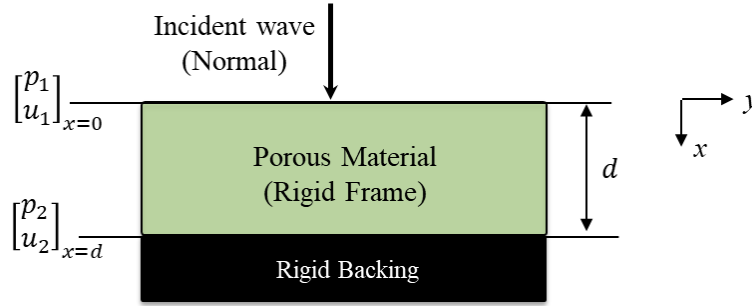 Incident wave
(Normal)
[p₁ u₁]ₓ₌₀
y
x
Porous Material
(Rigid Frame)
d
[p₂ u₂]ₓ₌d
Rigid Backing